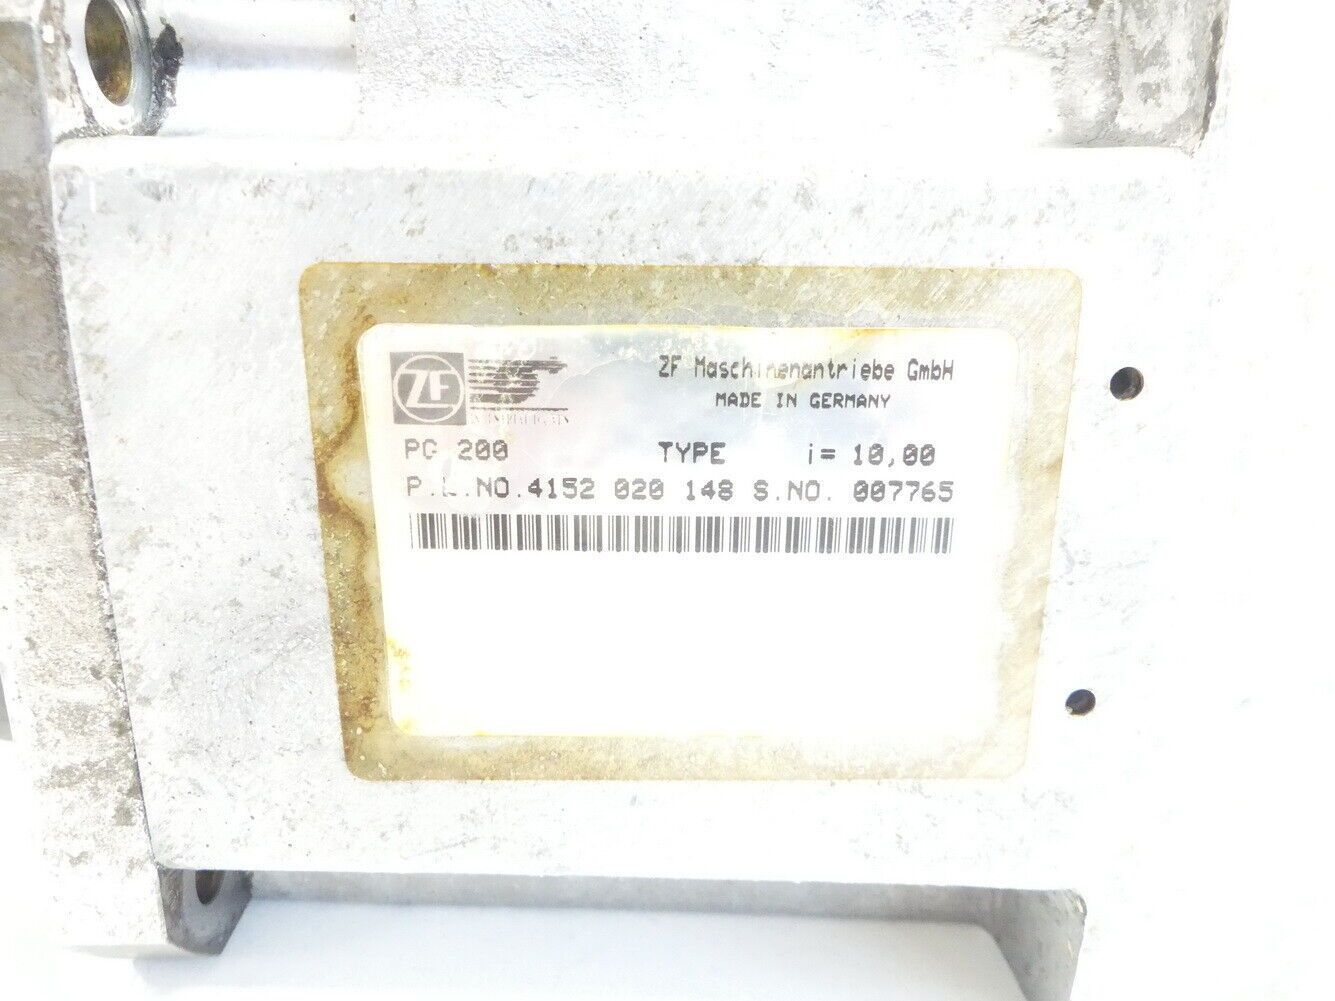 ZF
ZF Maschinenantriebe GmbH
MADE IN GERMANY
PG 200 TYPE i= 10,00
P.L.NO.4152 020 148 S.NO. 007765